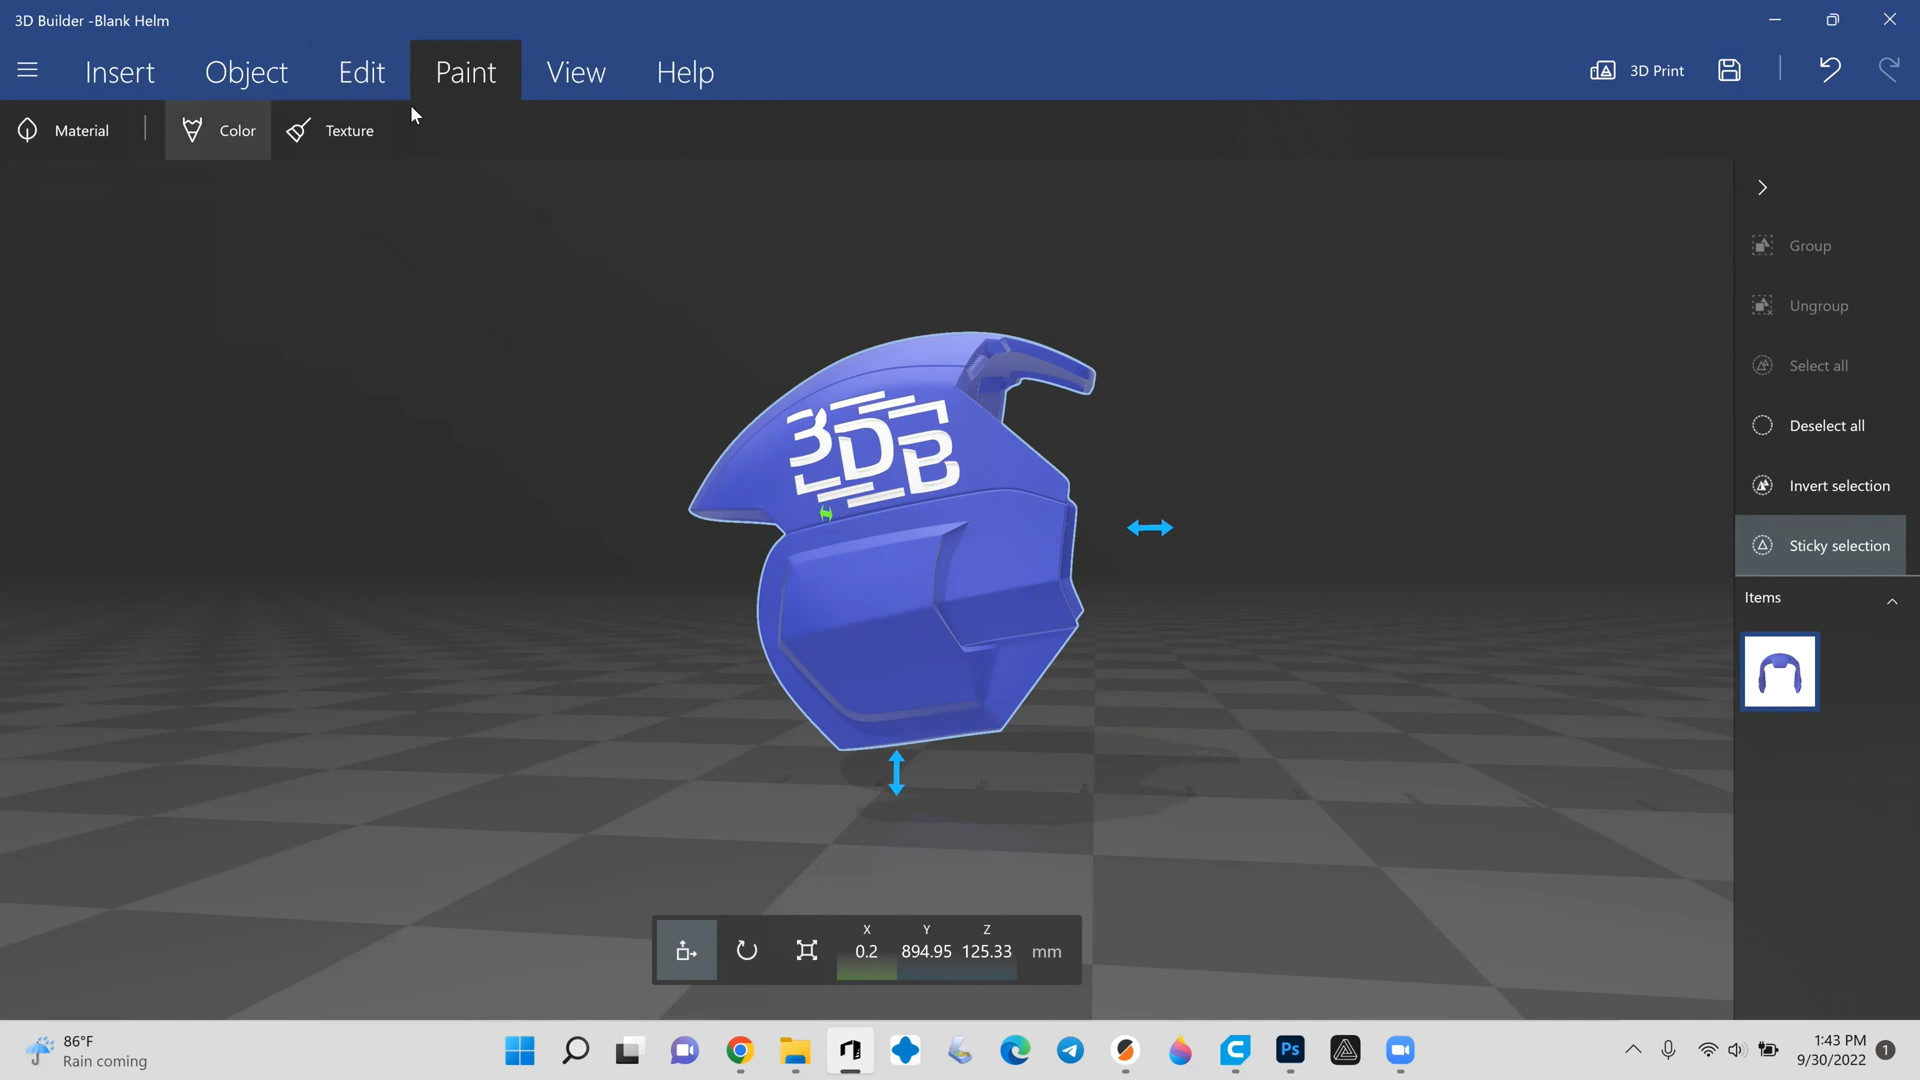 3D Builder -Blank Helm
Insert Object Edit Paint View Help
3D Print
Material Color Texture
Group
Ungroup
Select all
Deselect all
Invert selection
Sticky selection
Items
3DB
X Y Z
0.2 894.95 125.33 mm
86°F
Rain coming
Ps
1:43 PM
9/30/2022
1